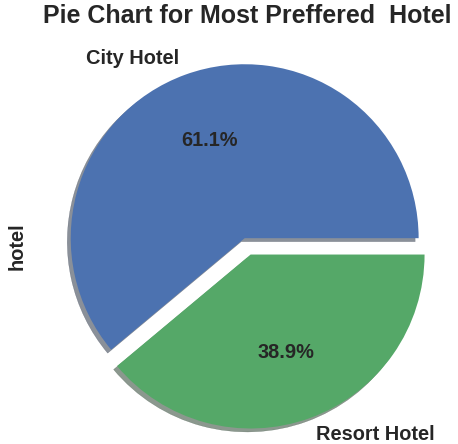 Pie Chart for Most Preffered  Hotel
City Hotel
61.1%
hotel
38.9%
Resort Hotel